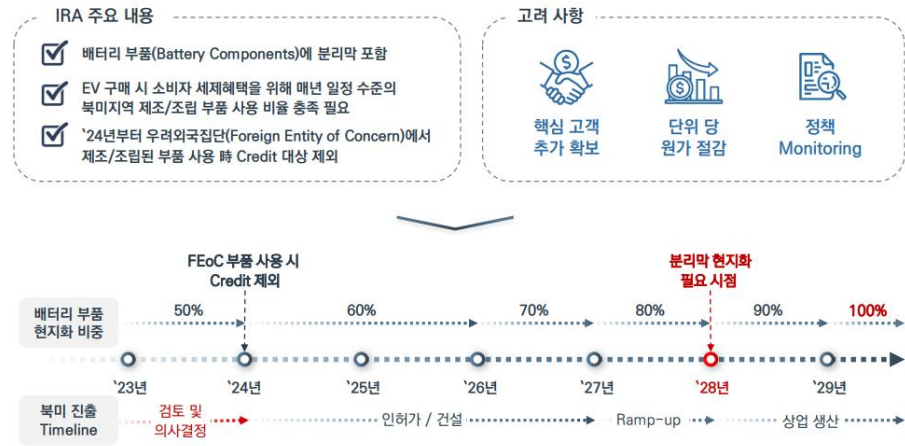 IRA 주요 내용
배터리 부품(Battery Components)에 분리막 포함
EV 구매 시 소비자 세제혜택을 위해 매년 일정 수준의
북미지역 제조/조립 부품 사용 비율 충족 필요
`24년부터 우려외국집단(Foreign Entity of Concern)에서
제조/조립된 부품 사용 時 Credit 대상 제외
고려 사항
핵심 고객
추가 확보
단위 당
원가 절감
정책
Monitoring
FEoC 부품 사용 시
Credit 제외
분리막 현지화
필요 시점
배터리 부품
현지화 비중
50%
60%
70%
80%
90%
100%
`23년
`24년
`25년
`26년
`27년
`28년
`29년
북미 진출
Timeline
검토 및
의사결정
인허가 / 건설
Ramp-up
상업 생산